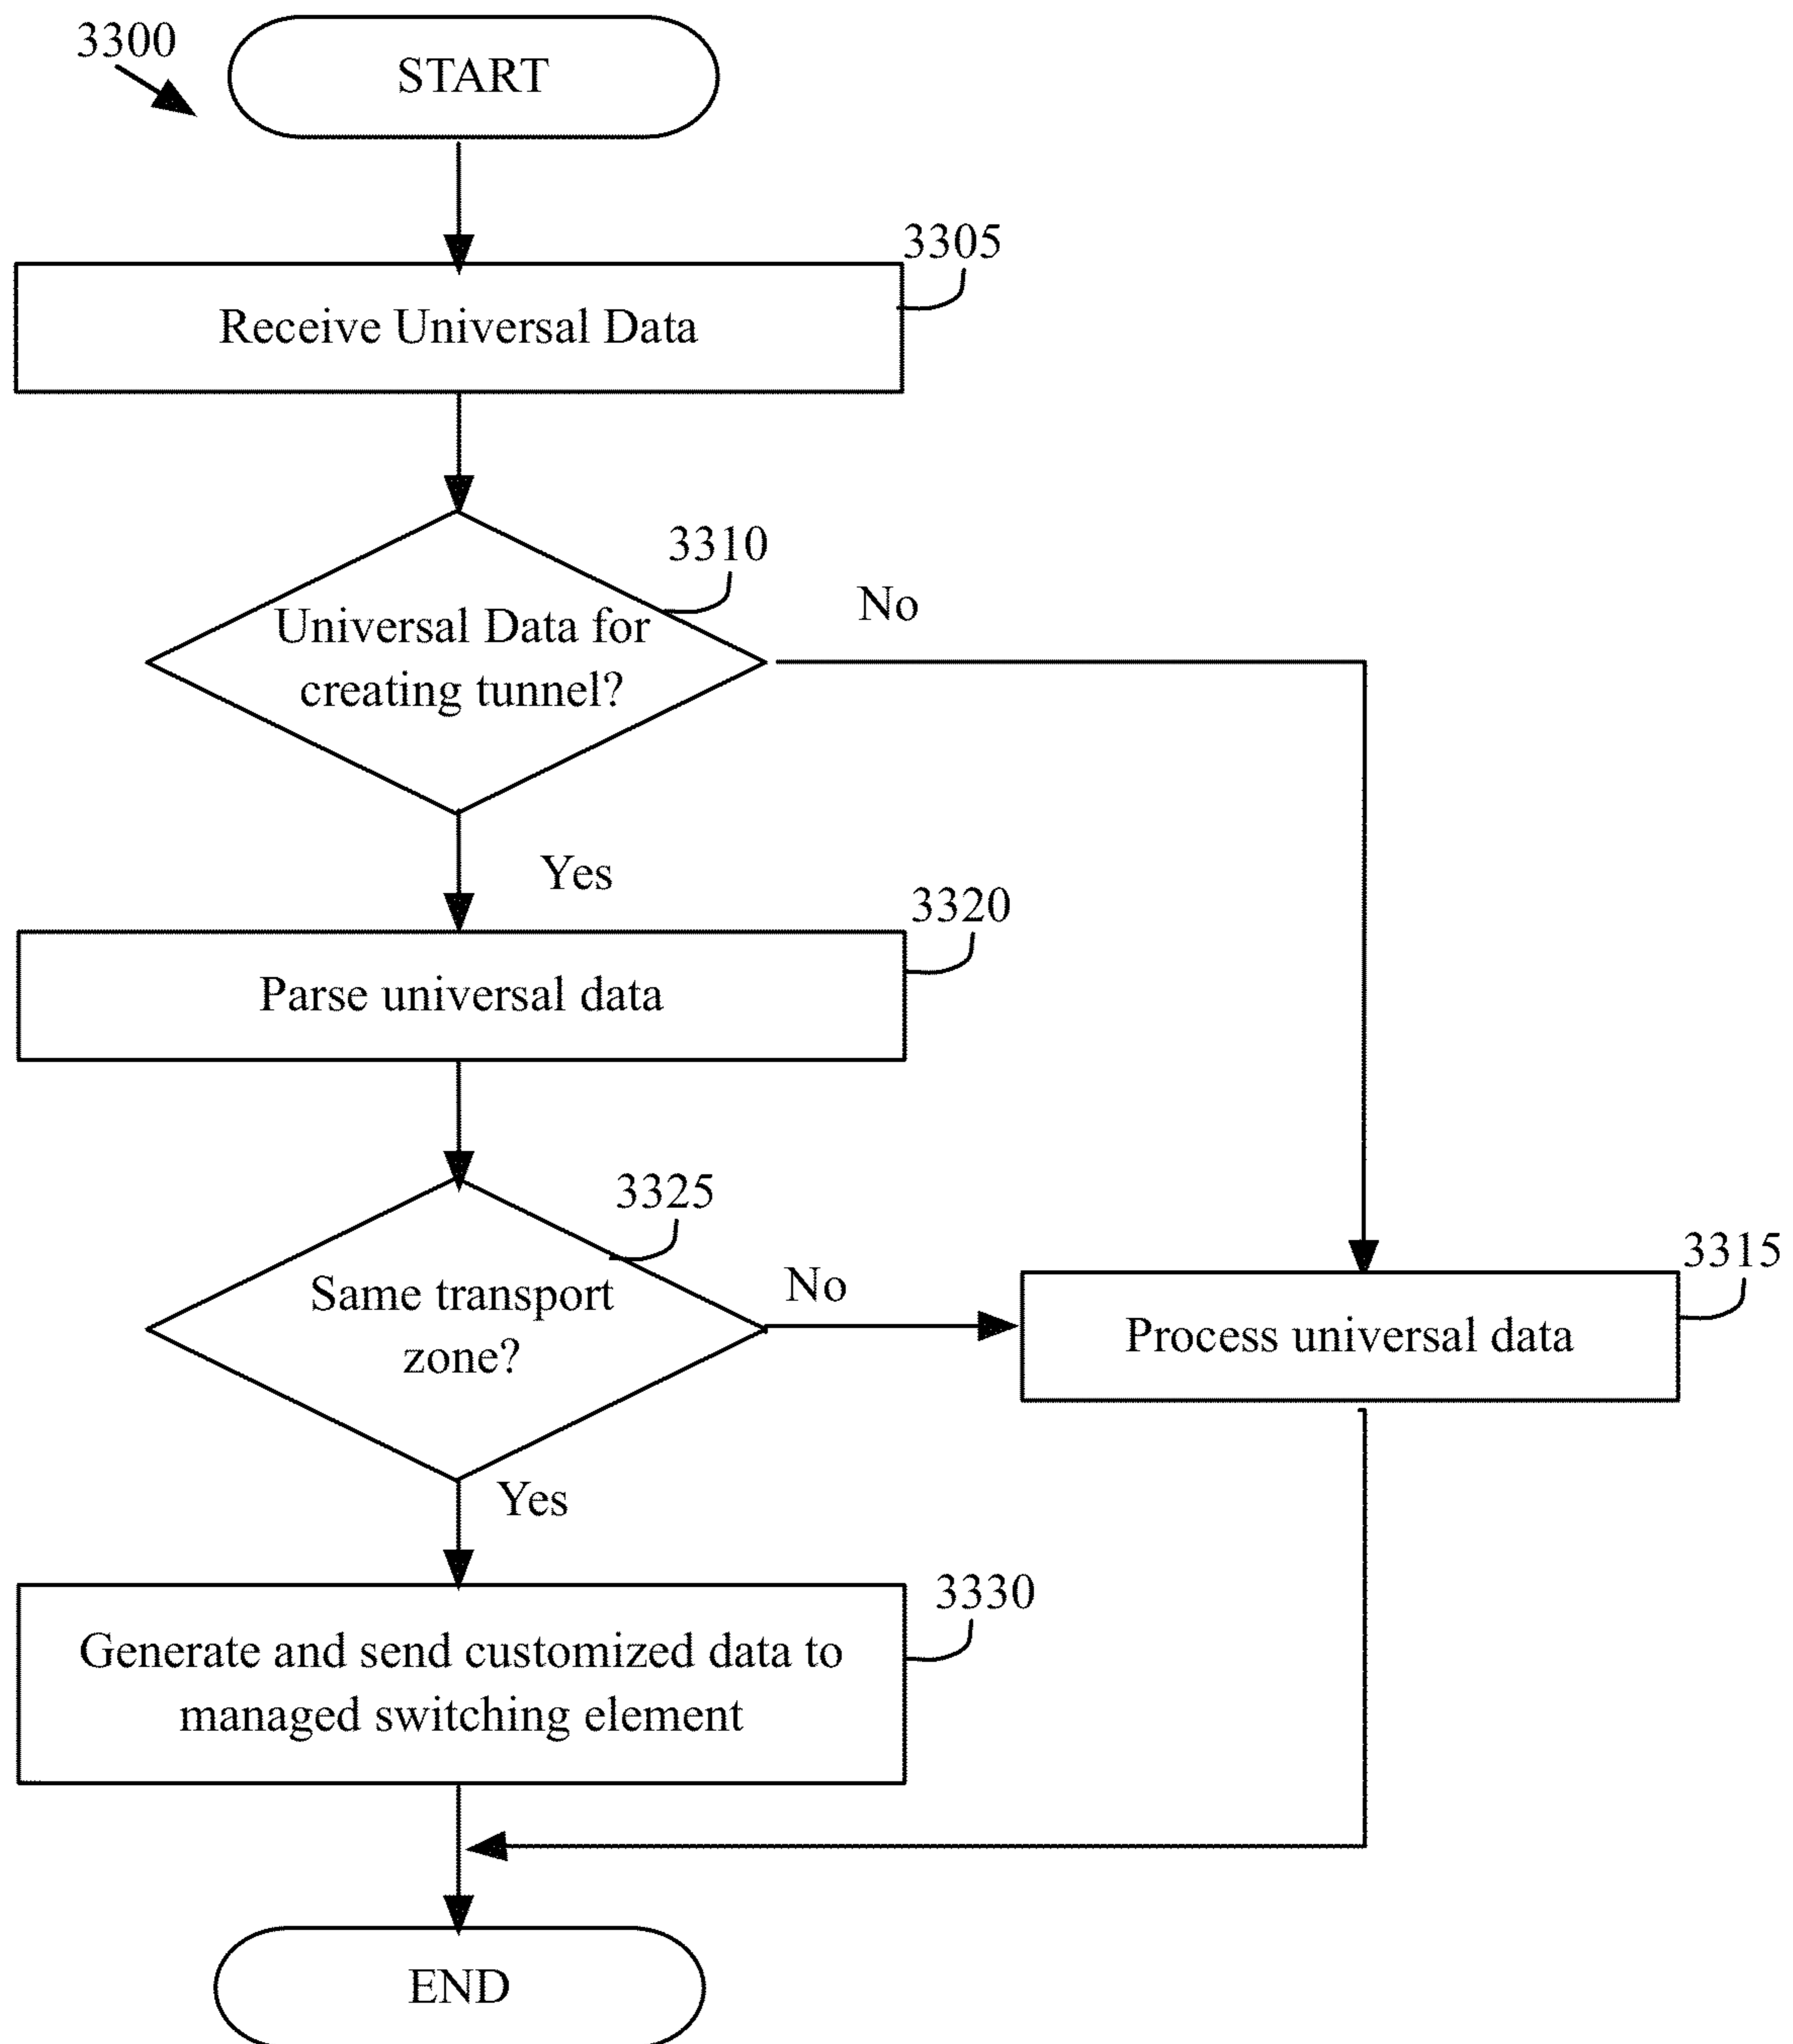 3300
START
3305
Receive Universal Data
3310
No
Universal Data for
creating tunnel?
Yes
3320
Parse universal data
3325
Same transport
zone?
No
3315
Process universal data
Yes
3330
Generate and send customized data to
managed switching element
END